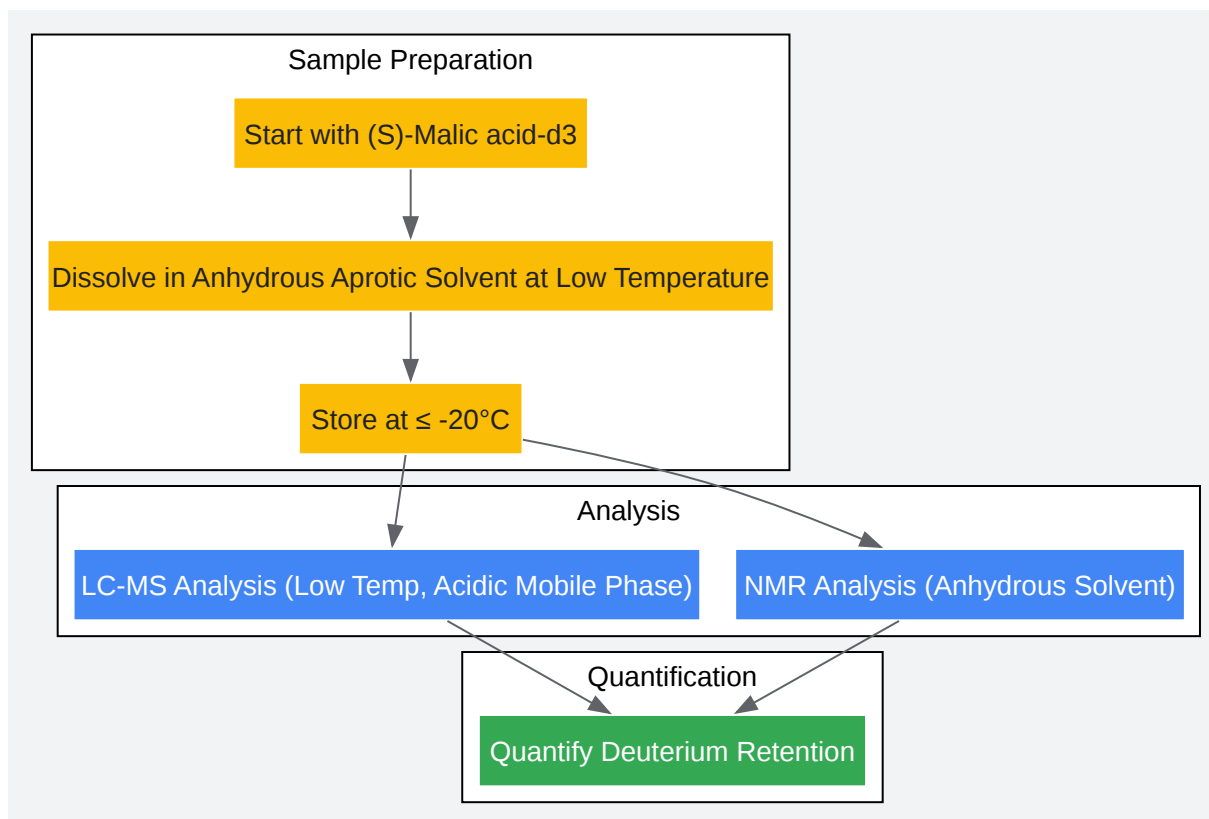 Sample Preparation
Start with (S)-Malic acid-d3
Dissolve in Anhydrous Aprotic Solvent at Low Temperature
Store at ≤ -20°C
Analysis
LC-MS Analysis (Low Temp, Acidic Mobile Phase)
NMR Analysis (Anhydrous Solvent)
Quantification
Quantify Deuterium Retention